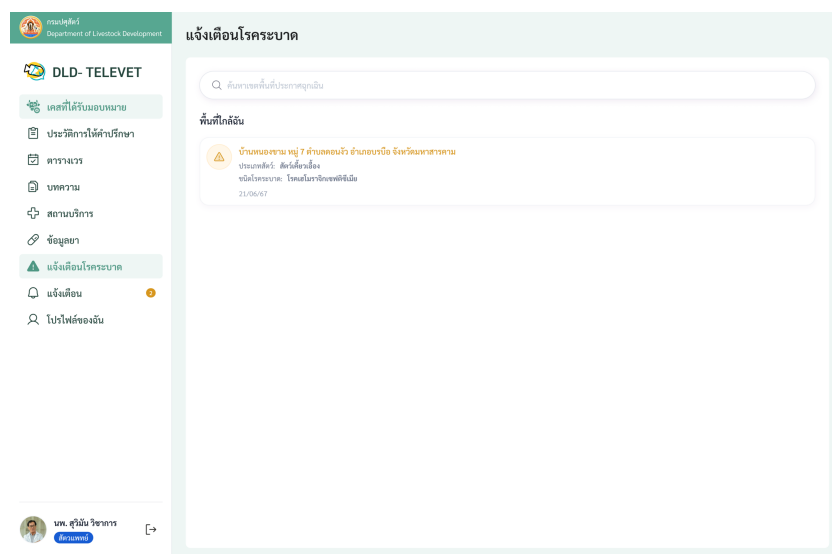 กรมปศุสัตว์
Department of Livestock Development
DLD- TELEVET
เคสที่ได้รับมอบหมาย
ประวัติการให้คำปรึกษา
ตารางเวร
บทความ
สถานบริการ
ข้อมูลยา
แจ้งเตือนโรคระบาด
แจ้งเตือน
2
โปรไฟล์ของฉัน
นพ. สุวิมัน วิชาการ
สัตวแพทย์
แจ้งเตือนโรคระบาด
ค้นหาเขตพื้นที่ประกาศฉุกเฉิน
พื้นที่ใกล้ฉัน
บ้านหนองขาม หมู่ 7 ตำบลดอนงัว อำเภอบรบือ จังหวัดมหาสารคาม
ประเภทสัตว์: สัตว์เคี้ยวเอื้อง
ชนิดโรคระบาด: โรคเฮโมราจิกเซฟติซีเมีย
21/06/67